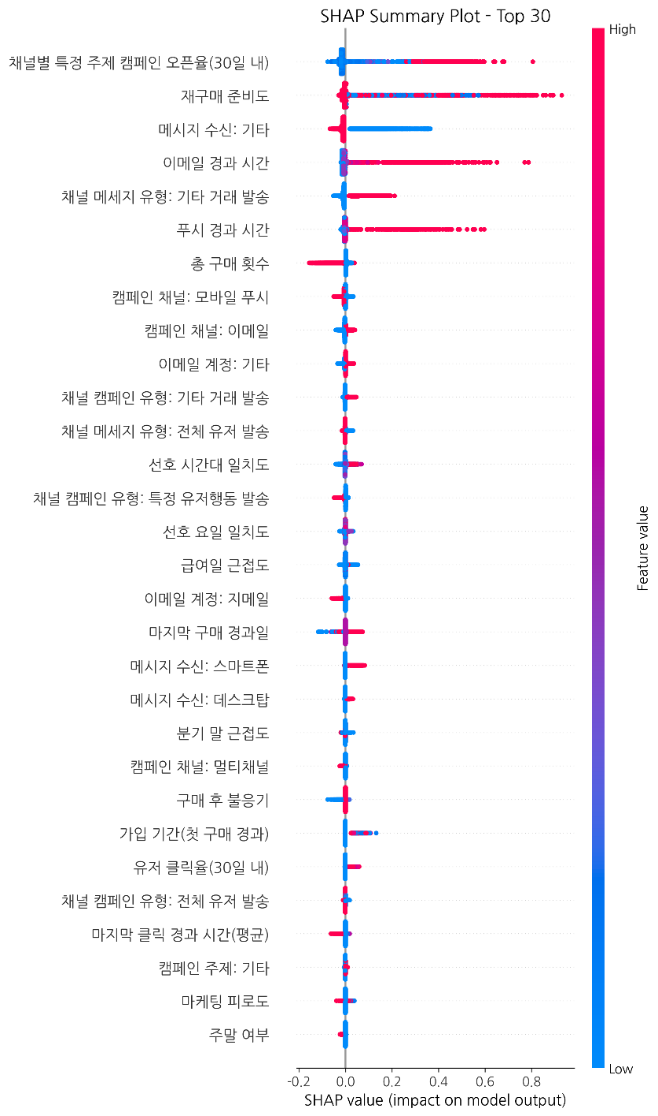 SHAP Summary Plot - Top 30
High
채널별 특정 주제 캠페인 오픈율(30일 내)
재구매 준비도
메시지 수신: 기타
이메일 경과 시간
채널 메세지 유형: 기타 거래 발송
푸시 경과 시간
총 구매 횟수
캠페인 채널: 모바일 푸시
캠페인 채널: 이메일
이메일 계정: 기타
채널 캠페인 유형: 기타 거래 발송
채널 메세지 유형: 전체 유저 발송
선호 시간대 일치도
채널 캠페인 유형: 특정 유저행동 발송
선호 요일 일치도
급여일 근접도
이메일 계정: 지메일
마지막 구매 경과일
메시지 수신: 스마트폰
메시지 수신: 데스크탑
분기 말 근접도
캠페인 채널: 멀티채널
구매 후 불응기
가입 기간(첫 구매 경과)
유저 클릭율(30일 내)
채널 캠페인 유형: 전체 유저 발송
마지막 클릭 경과 시간(평균)
캠페인 주제: 기타
마케팅 피로도
주말 여부
Feature value
Low
-0.2 0.0 0.2 0.4 0.6 0.8
SHAP value (impact on model output)